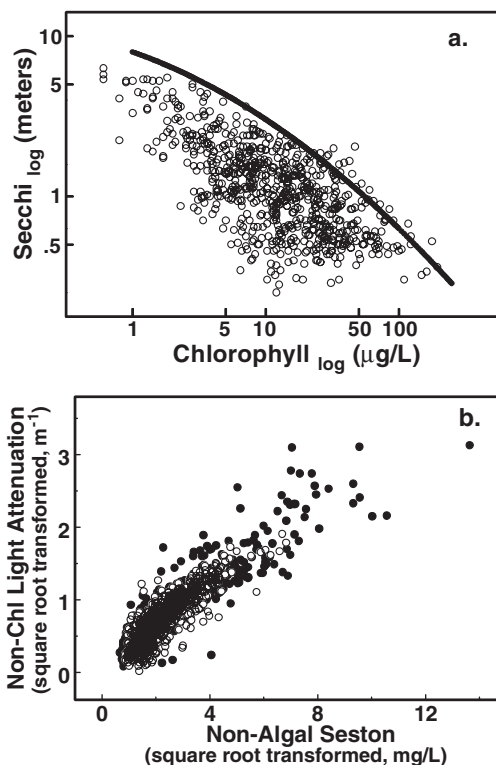 a.
Secchi log (meters)
10
5
1
.5
1 5 10 50 100
Chlorophyll log (μg/L)
b.
Non-Chl Light Attenuation
(square root transformed, m-1)
3
2
1
0
0 4 8 12
Non-Algal Seston
(square root transformed, mg/L)